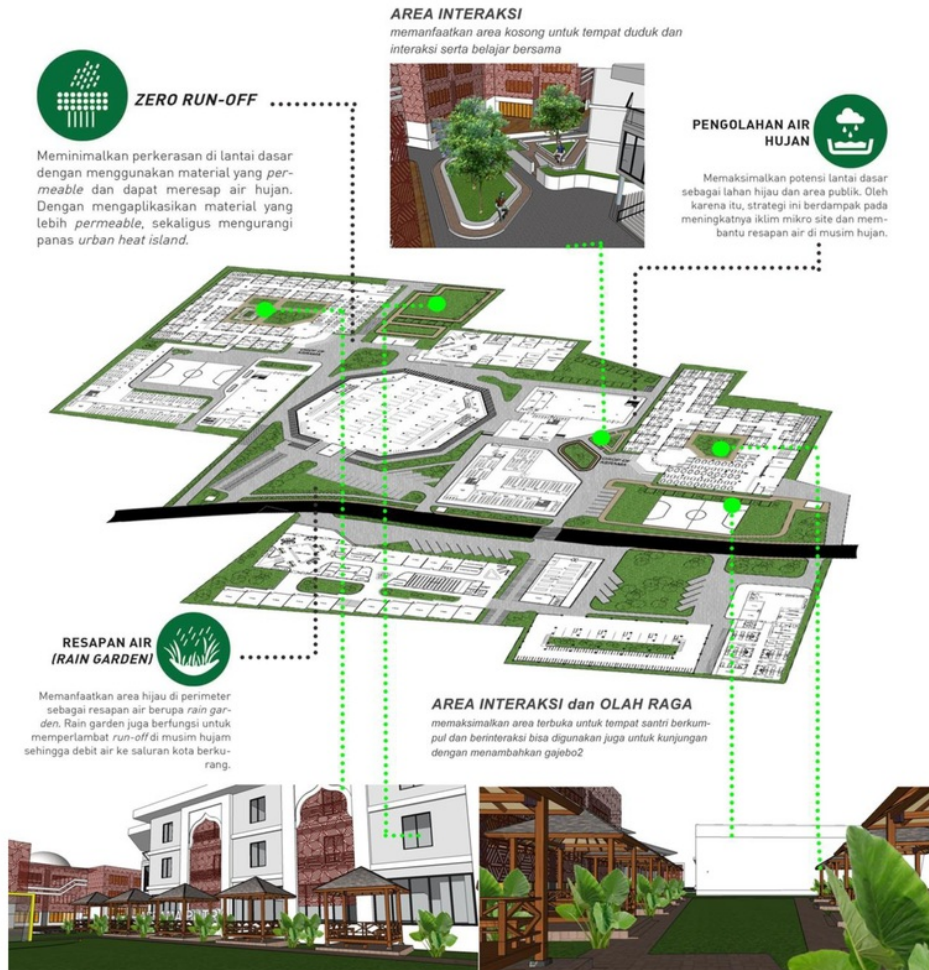 AREA INTERAKSI
memanfaatkan area kosong untuk tempat duduk dan
interaksi serta belajar bersama
ZERO RUN-OFF
Meminimalkan perkerasan di lantai dasar
dengan menggunakan material yang per-
meable dan dapat meresap air hujan.
Dengan mengaplikasikan material yang
lebih permeable, sekaligus mengurangi
panas urban heat island.
PENGOLAHAN AIR
HUJAN
Memaksimalkan potensi lantai dasar
sebagai lahan hijau dan area publik. Oleh
karena itu, strategi ini berdampak pada
meningkatnya iklim mikro site dan mem-
bantu resapan air di musim hujan.
RESAPAN AIR
(RAIN GARDEN)
Memanfaatkan area hijau di perimeter
sebagai resapan air berupa rain gar-
den. Rain garden juga berfungsi untuk
memperlambat run-off di musim hujam
sehingga debit air ke saluran kota berku-
rang.
AREA INTERAKSI dan OLAH RAGA
memaksimalkan area terbuka untuk tempat santri berkum-
pul dan berinteraksi bisa digunakan juga untuk kunjungan
dengan menambahkan gajebo2